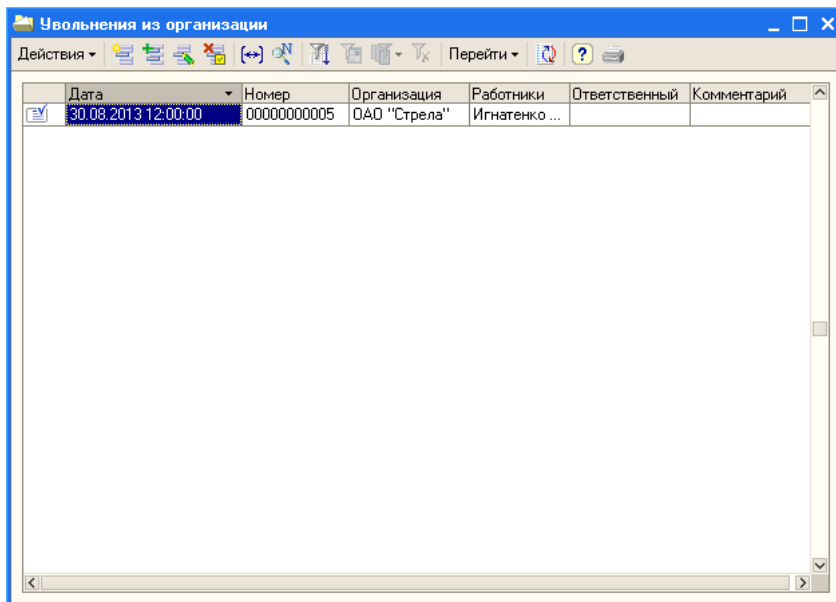 Увольнения из организации
Действия Перейти
Дата Номер Организация Работники Ответственный Комментарий
30.08.2013 12:00:00 00000000005 ОАО "Стрела" Игнатенко ...